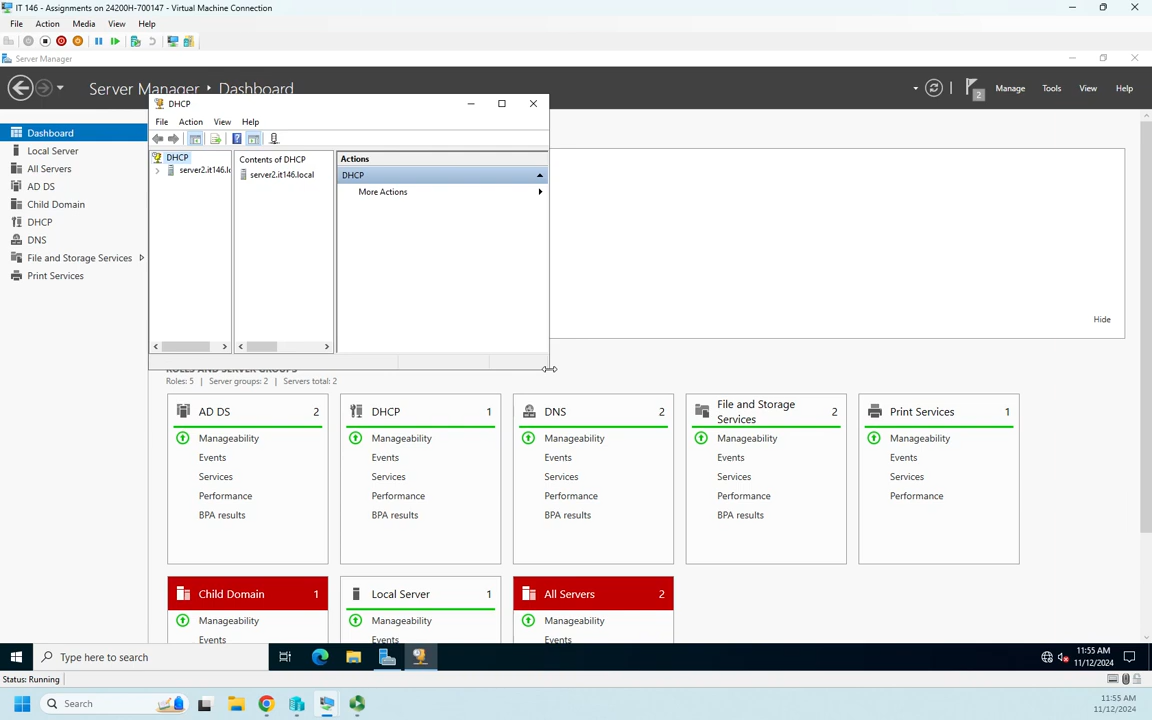 IT 146 - Assignments on 24200H-700147 - Virtual Machine Connection
File Action Media View Help
Server Manager
Server Manager ‣ Dashboard
2
Manage Tools View Help
DHCP
File Action View Help
Dashboard
Local Server
All Servers
AD DS
Child Domain
DHCP
DNS
File and Storage Services
Print Services
DHCP
server2.it146.lo
Contents of DHCP
server2.it146.local
Actions
DHCP
More Actions
Hide
Roles: 5 | Server groups: 2 | Servers total: 2
AD DS 2
Manageability
Events
Services
Performance
BPA results
DHCP 1
Manageability
Events
Services
Performance
BPA results
DNS 2
Manageability
Events
Services
Performance
BPA results
File and Storage
Services 2
Manageability
Events
Services
Performance
BPA results
Print Services 1
Manageability
Events
Services
Performance
Child Domain 1
Manageability
Events
Local Server 1
Manageability
Events
All Servers 2
Manageability
Events
Type here to search
11:55 AM
11/12/2024
Status: Running
Search
11:55 AM
11/12/2024